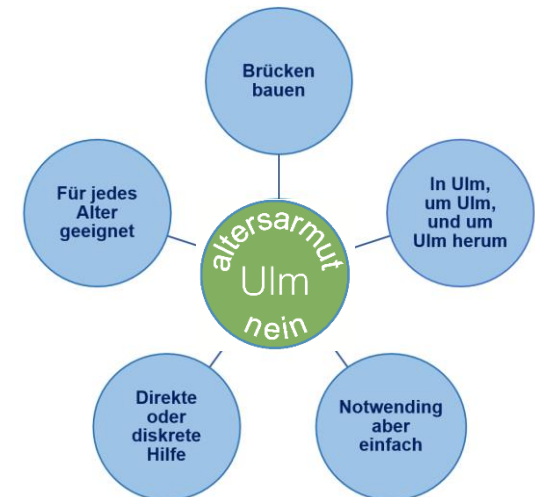 Brücken
bauen
Für jedes
Alter
geeignet
In Ulm,
um Ulm,
und um
Ulm herum
altersarmut
Ulm
nein
Direkte
oder
diskrete
Hilfe
Notwending
aber
einfach